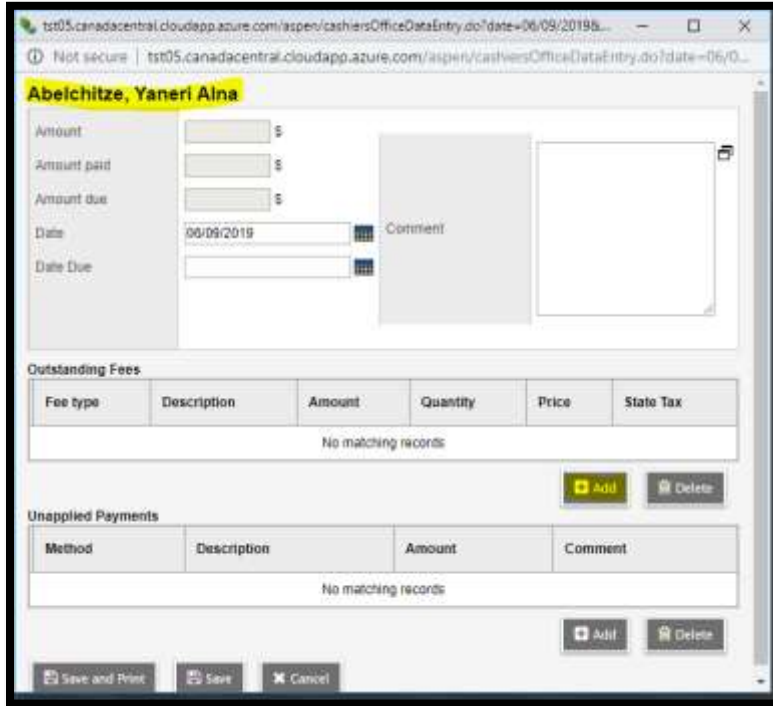 tst05.canadacentral.cloudapp.azure.com/aspen/cashiersOfficeDataEntry.do?date=06/09/2019&...
Not secure | tst05.canadacentral.cloudapp.azure.com/aspen/cashiersOfficeDataEntry.do?date=06/0...
Abelchitze, Yaneri Alna
Amount $
Amount paid $
Amount due $
Date 06/09/2019 Comment
Date Due
Outstanding Fees
Fee type Description Amount Quantity Price State Tax
No matching records
Add Delete
Unapplied Payments
Method Description Amount Comment
No matching records
Add Delete
Save and Print Save Cancel